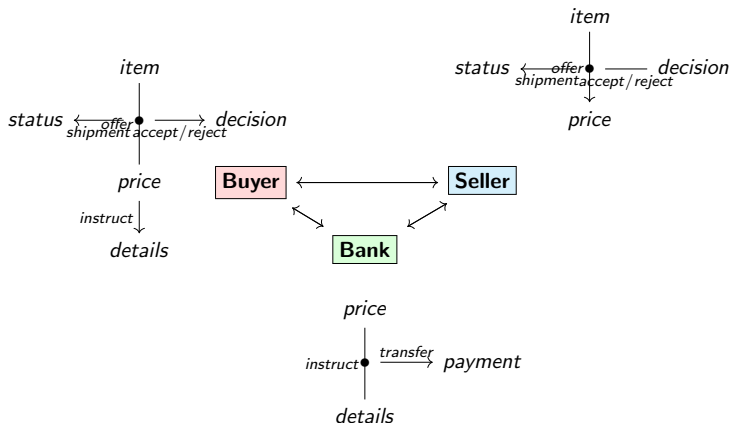 item
item
status
offer
shipment
accept/reject
decision
status
offer
shipment
accept/reject
decision
price
price
Buyer
Seller
instruct
details
Bank
price
instruct
transfer
payment
details